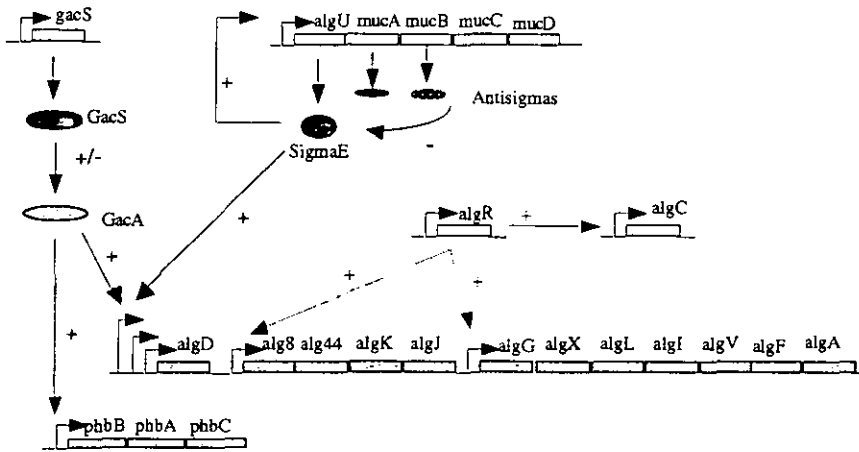 gacS
algU mucA mucB mucC mucD
+
Antisigmas
GacS
SigmaE
-
+/-
GacA
+
algR
+
algC
+
+
+
+
algD
alg8 alg44 algK algJ
algG algX algL algI algV algF algA
phbB phbA phbC